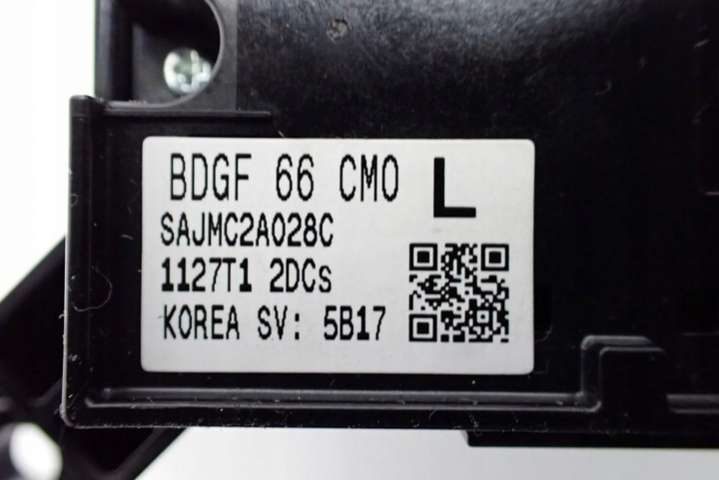 BDGF 66 CM0 L
SAJMC2A028C
1127T1 2DCs
KOREA SV: 5B17